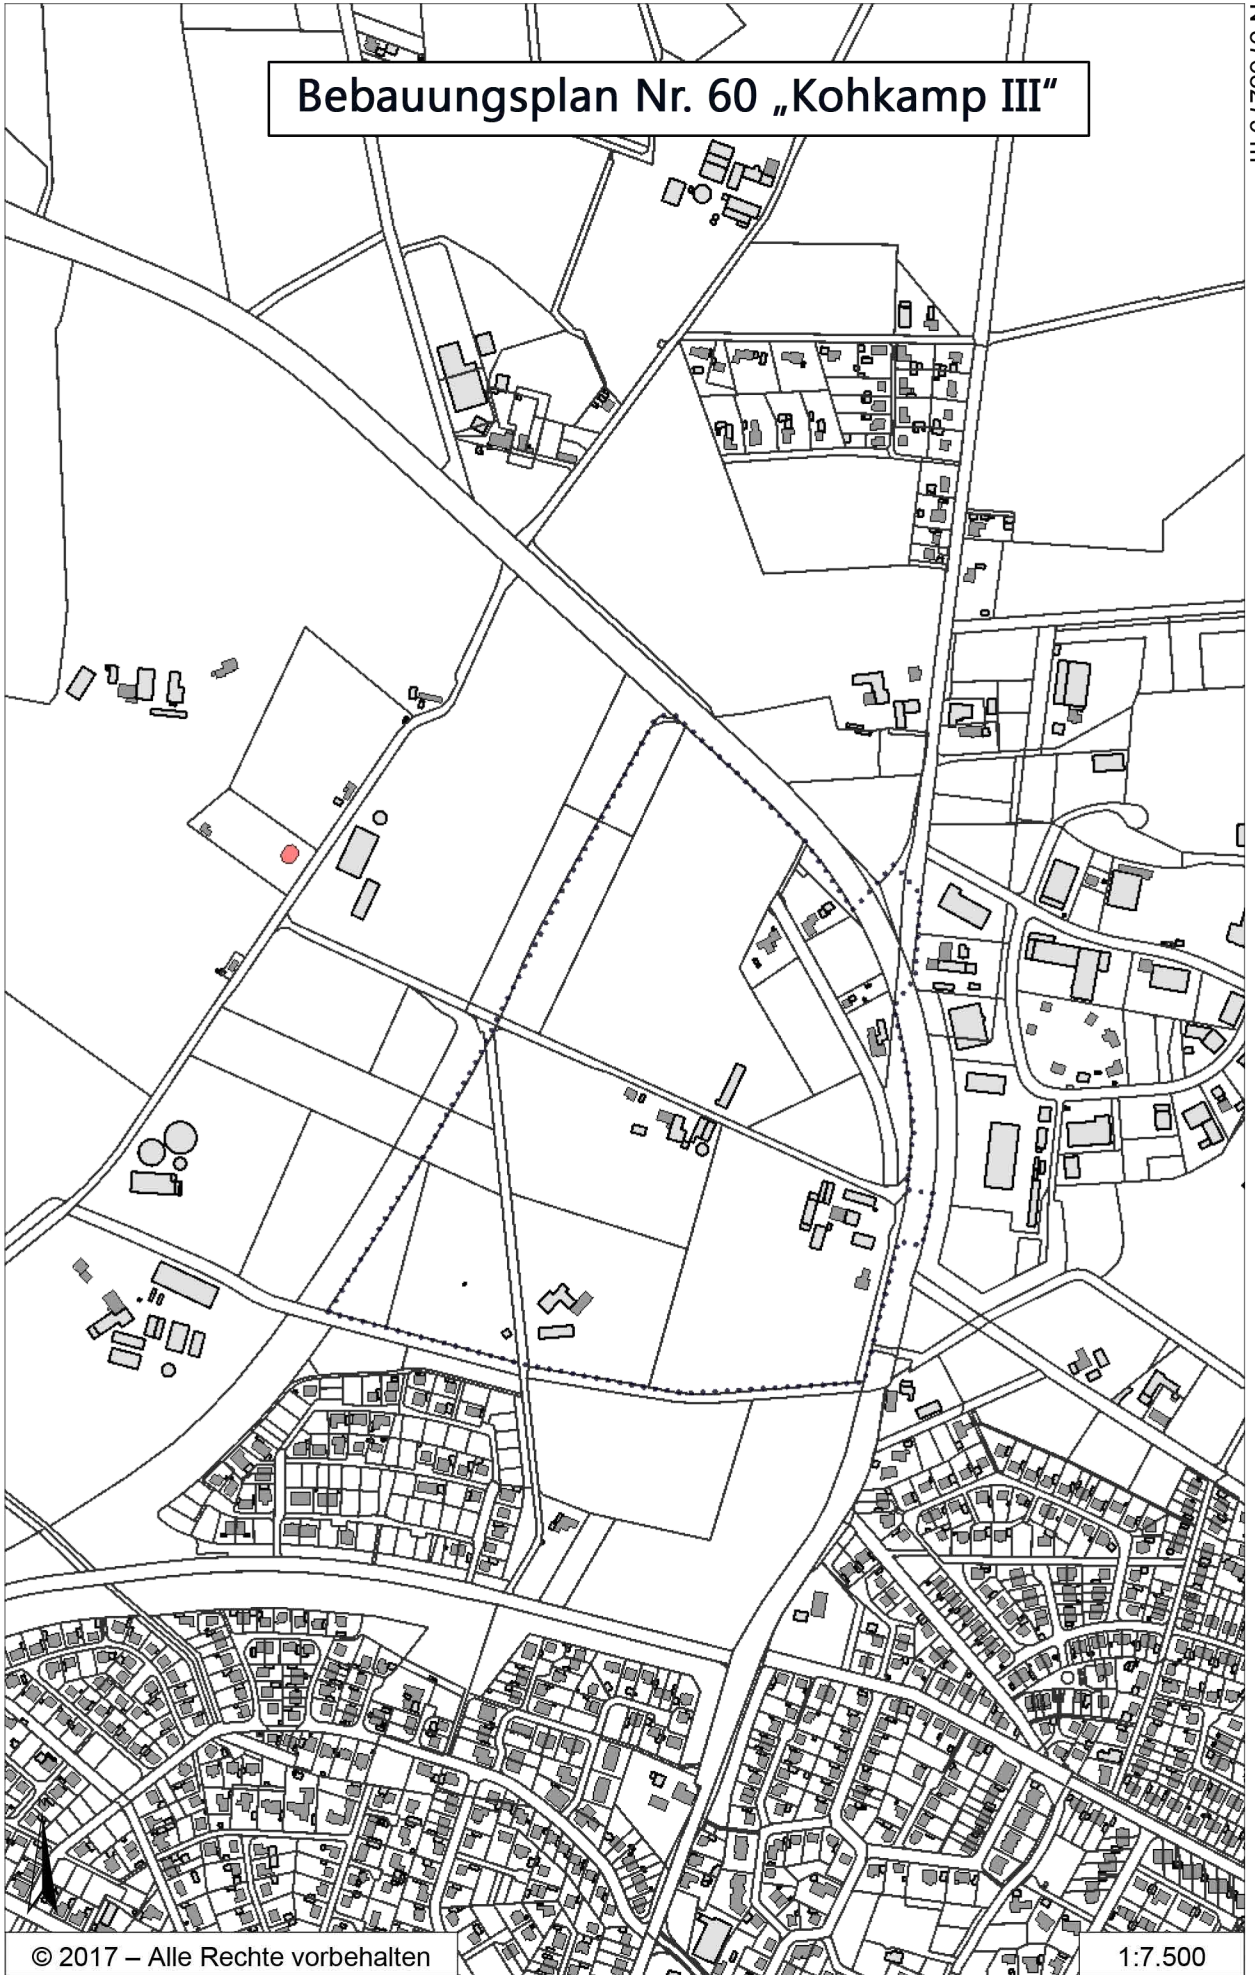 Bebauungsplan Nr. 60 „Kohkamp III“
© 2017 – Alle Rechte vorbehalten
1:7.500